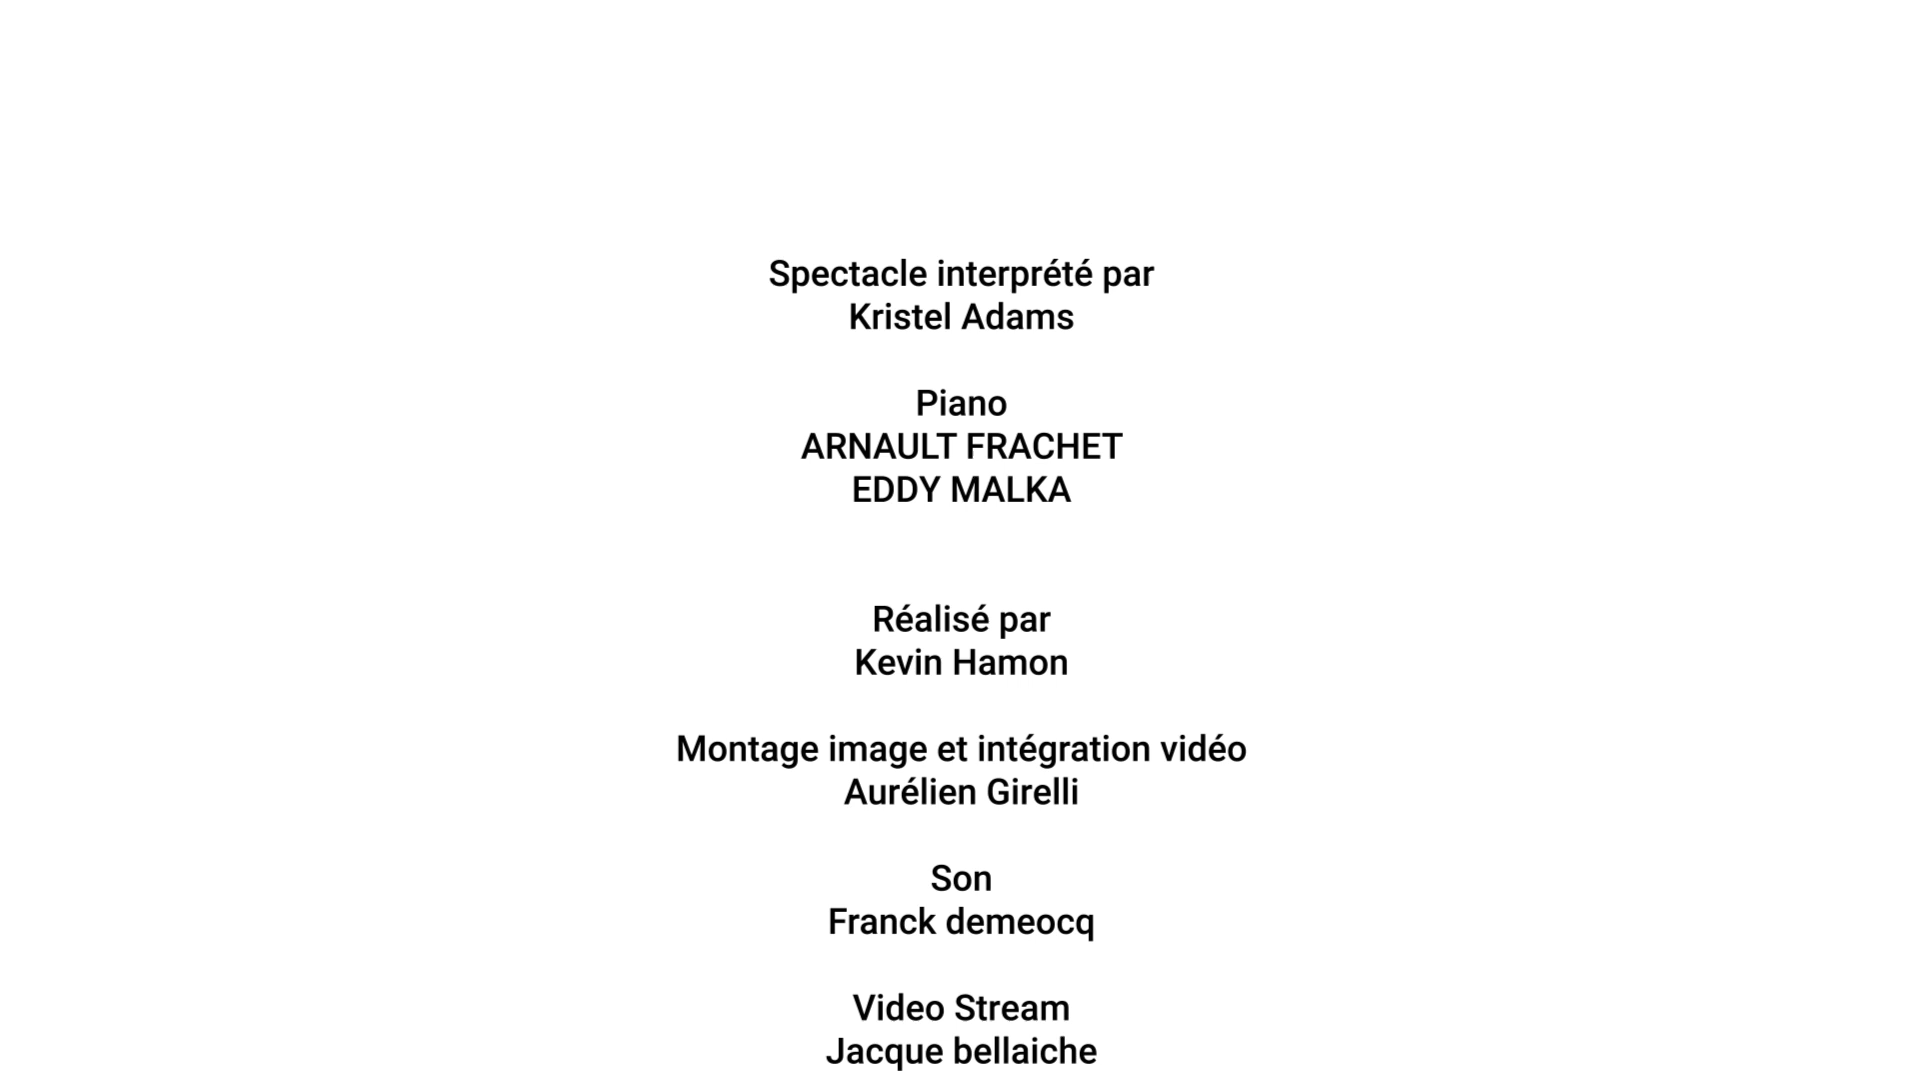 Spectacle interprété par
Kristel Adams
Piano
ARNAULT FRACHET
EDDY MALKA
Réalisé par
Kevin Hamon
Montage image et intégration vidéo
Aurélien Girelli
Son
Franck demeocq
Video Stream
Jacque bellaiche